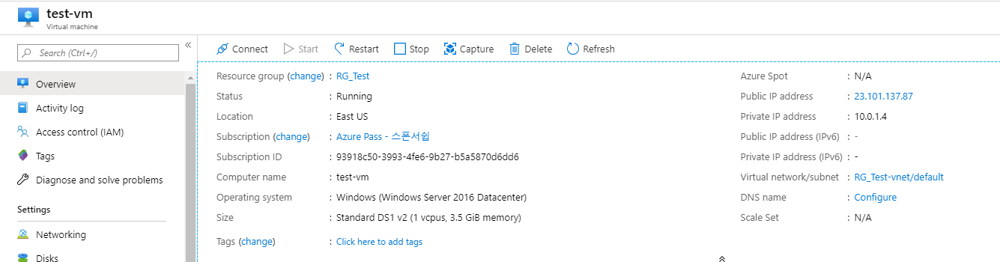 test-vm
Virtual machine
Search (Ctrl+/)
«
Overview
Activity log
Access control (IAM)
Tags
Diagnose and solve problems
Settings
Networking
Disks
Connect Start Restart Stop Capture Delete Refresh
Resource group (change) : RG_Test
Status : Running
Location : East US
Subscription (change) : Azure Pass - 스폰서쉽
Subscription ID : 93918c50-3993-4fe6-9b27-b5a5870d6dd6
Computer name : test-vm
Operating system : Windows (Windows Server 2016 Datacenter)
Size : Standard DS1 v2 (1 vcpus, 3.5 GiB memory)
Tags (change) : Click here to add tags
Azure Spot : N/A
Public IP address : 23.101.137.87
Private IP address : 10.0.1.4
Public IP address (IPv6) : -
Private IP address (IPv6) : -
Virtual network/subnet : RG_Test-vnet/default
DNS name : Configure
Scale Set : N/A